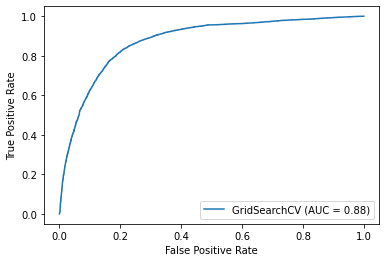 1.0
0.8
0.6
0.4
0.2
0.0
True Positive Rate
GridSearchCV (AUC = 0.88)
0.0 0.2 0.4 0.6 0.8 1.0
False Positive Rate